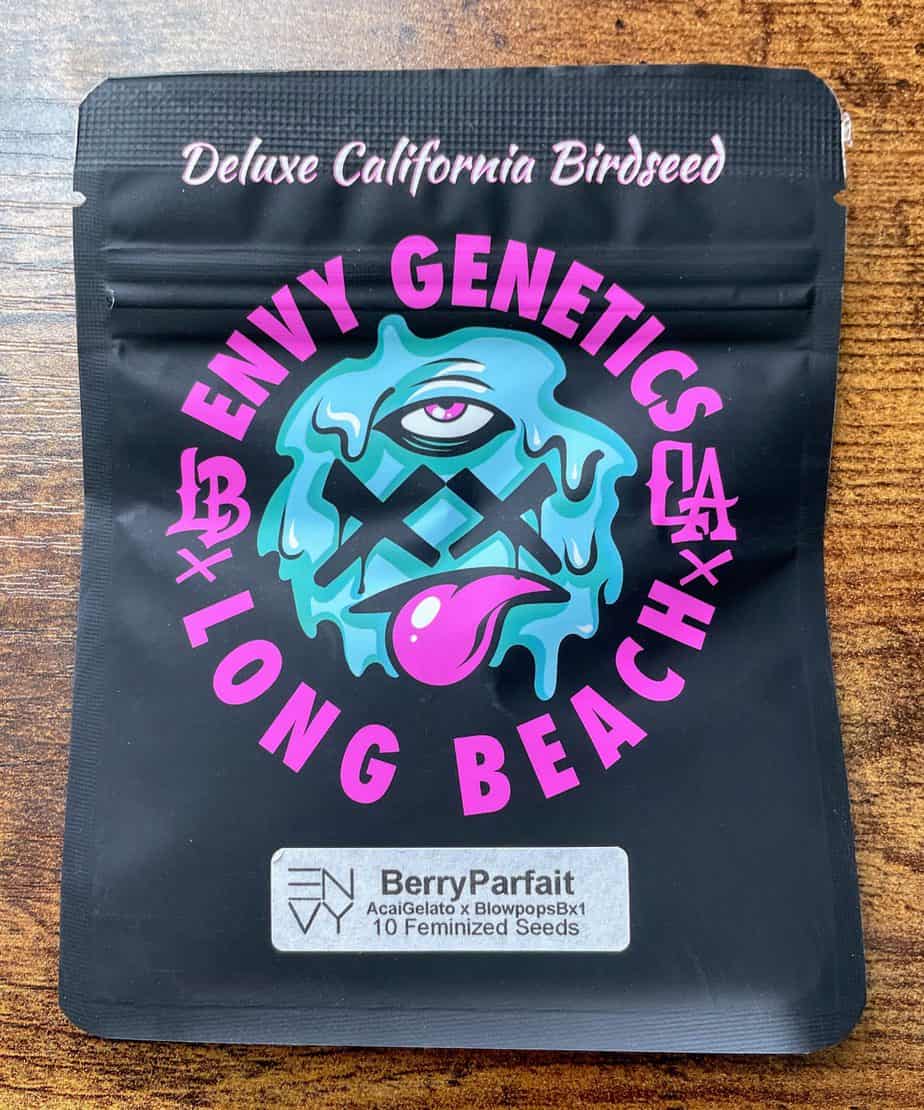 Deluxe California Birdseed
ENVY GENETICS
LB CA
x LONG BEACH x
ENVY
BerryParfait
AcaiGelato x BlowpopsBx1
10 Feminized Seeds